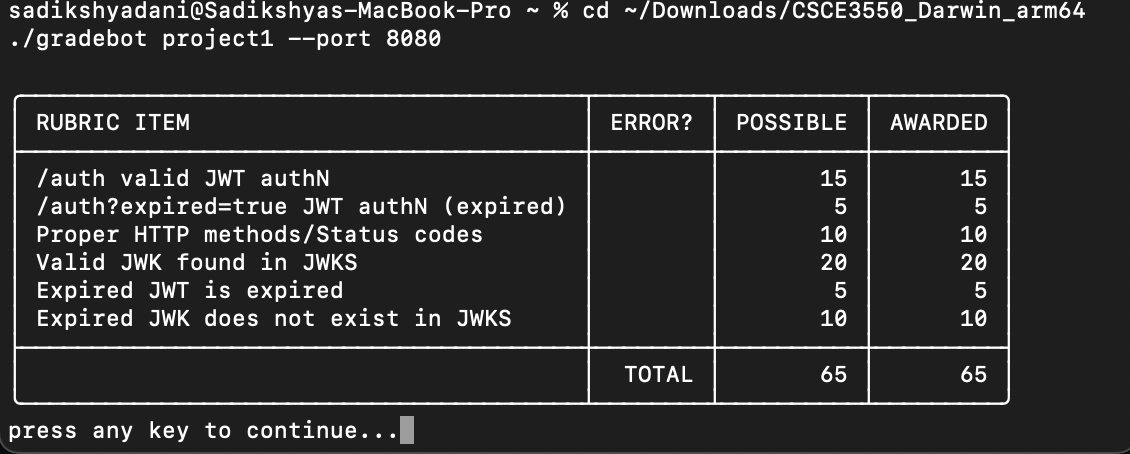 sadikshyadani@Sadikshyas-MacBook-Pro ~ % cd ~/Downloads/CSCE3550_Darwin_arm64
./gradebot project1 --port 8080
RUBRIC ITEM ERROR? POSSIBLE AWARDED
/auth valid JWT authN 15 15
/auth?expired=true JWT authN (expired) 5 5
Proper HTTP methods/Status codes 10 10
Valid JWK found in JWKS 20 20
Expired JWT is expired 5 5
Expired JWK does not exist in JWKS 10 10
TOTAL 65 65
press any key to continue...